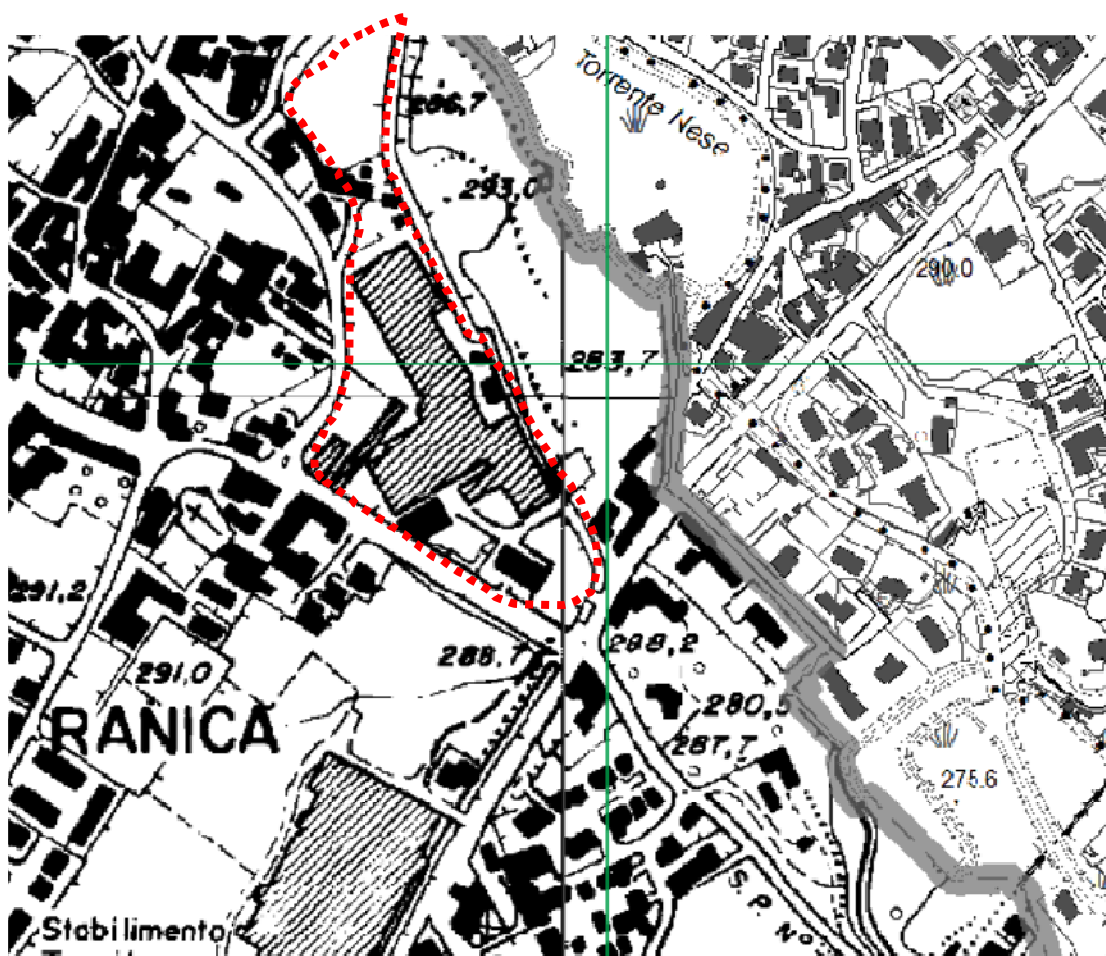 Torrente Nese
286,7
293,0
290.0
283,7
291,2
288,7
288,2
291,0
280,5
RANICA
287,7
275.6
S. P. N°
Stabilimento